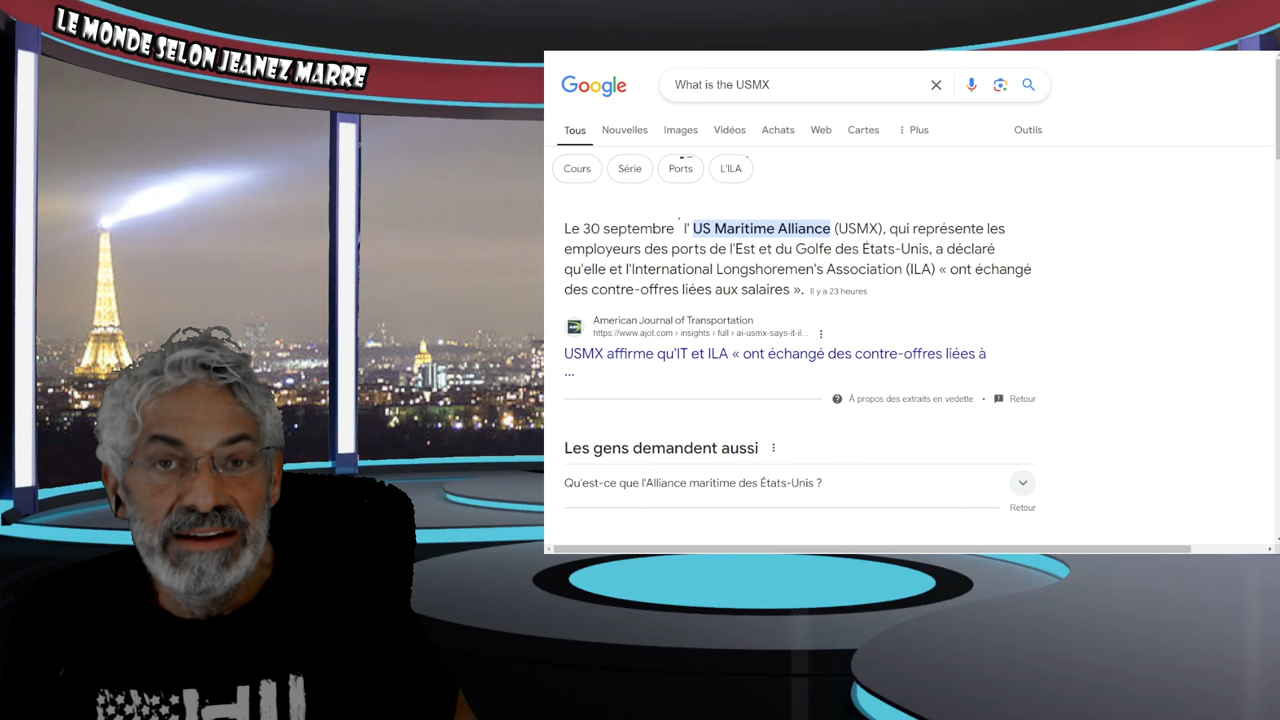 LE MONDE SELON JEANEZ MARRE
Google
What is the USMX
Tous Nouvelles Images Vidéos Achats Web Cartes Plus Outils
Cours Série Ports L'ILA
Le 30 septembre l' US Maritime Alliance (USMX), qui représente les
employeurs des ports de l'Est et du Golfe des États-Unis, a déclaré
qu'elle et l'International Longshoremen's Association (ILA) « ont échangé
des contre-offres liées aux salaires ». Il y a 23 heures
American Journal of Transportation
https://www.ajot.com › insights › full › ai-usmx-says-it-il...
USMX affirme qu'IT et ILA « ont échangé des contre-offres liées à
...
À propos des extraits en vedette • Retour
Les gens demandent aussi
Qu'est-ce que l'Alliance maritime des États-Unis ?
Retour